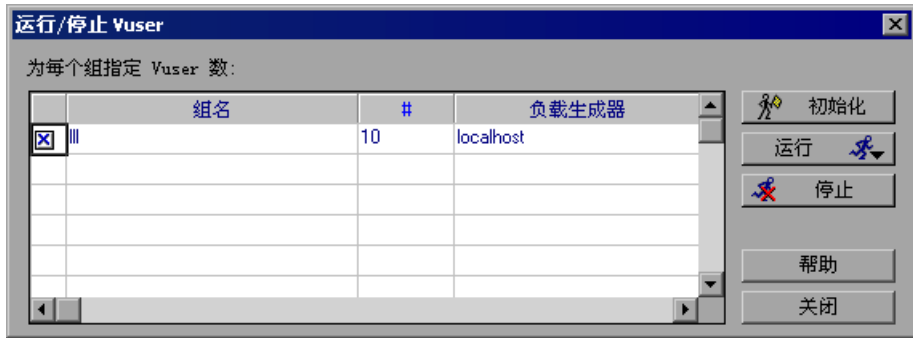 运行/停止 Vuser
为每个组指定 Vuser 数:
组名 # 负载生成器
lll 10 localhost
初始化
运行
停止
帮助
关闭